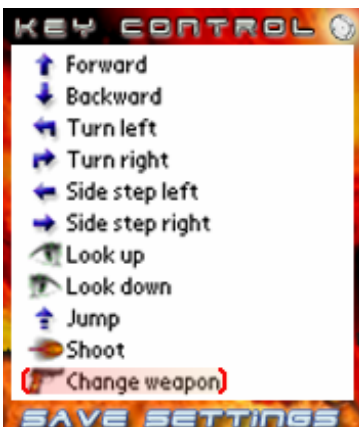 KEY CONTROL
Forward
Backward
Turn left
Turn right
Side step left
Side step right
Look up
Look down
Jump
Shoot
Change weapon
SAVE SETTINGS